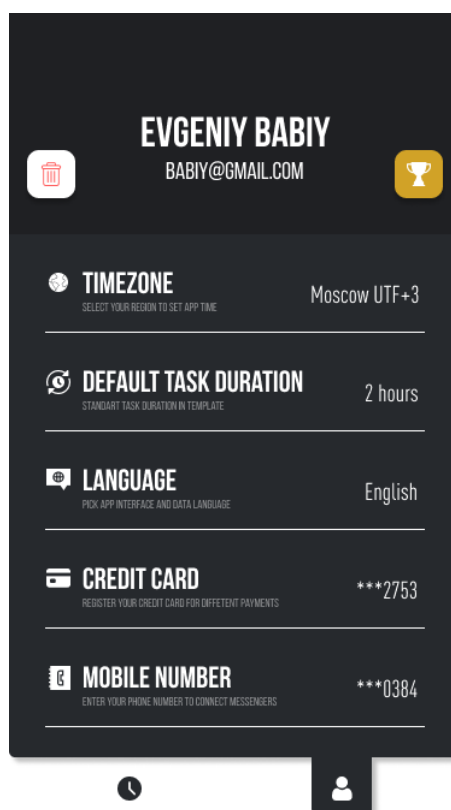 EVGENIY BABIY
BABIY@GMAIL.COM
TIMEZONE
SELECT YOUR REGION TO SET APP TIME
Moscow UTF+3
DEFAULT TASK DURATION
STANDART TASK DURATION IN TEMPLATE
2 hours
LANGUAGE
PICK APP INTERFACE AND DATA LANGUAGE
English
CREDIT CARD
REGISTER YOUR CREDIT CARD FOR DIFFETENT PAYMENTS
***2753
MOBILE NUMBER
ENTER YOUR PHONE NUMBER TO CONNECT MESSENGERS
***0384